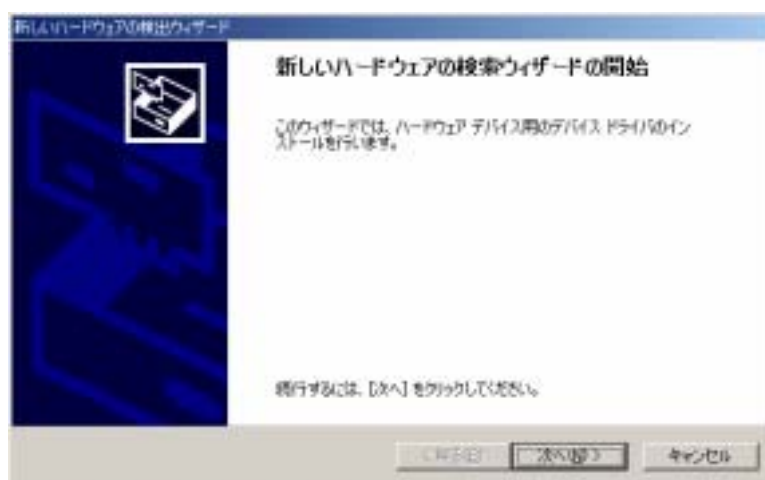 新しいハードウェアの検出ウィザード
新しいハードウェアの検索ウィザードの開始
このウィザードでは、ハードウェア デバイス用のデバイス ドライバのイン
ストールを行います。
続行するには、[次へ] をクリックしてください。
< 戻る(B)
次へ(N) >
キャンセル